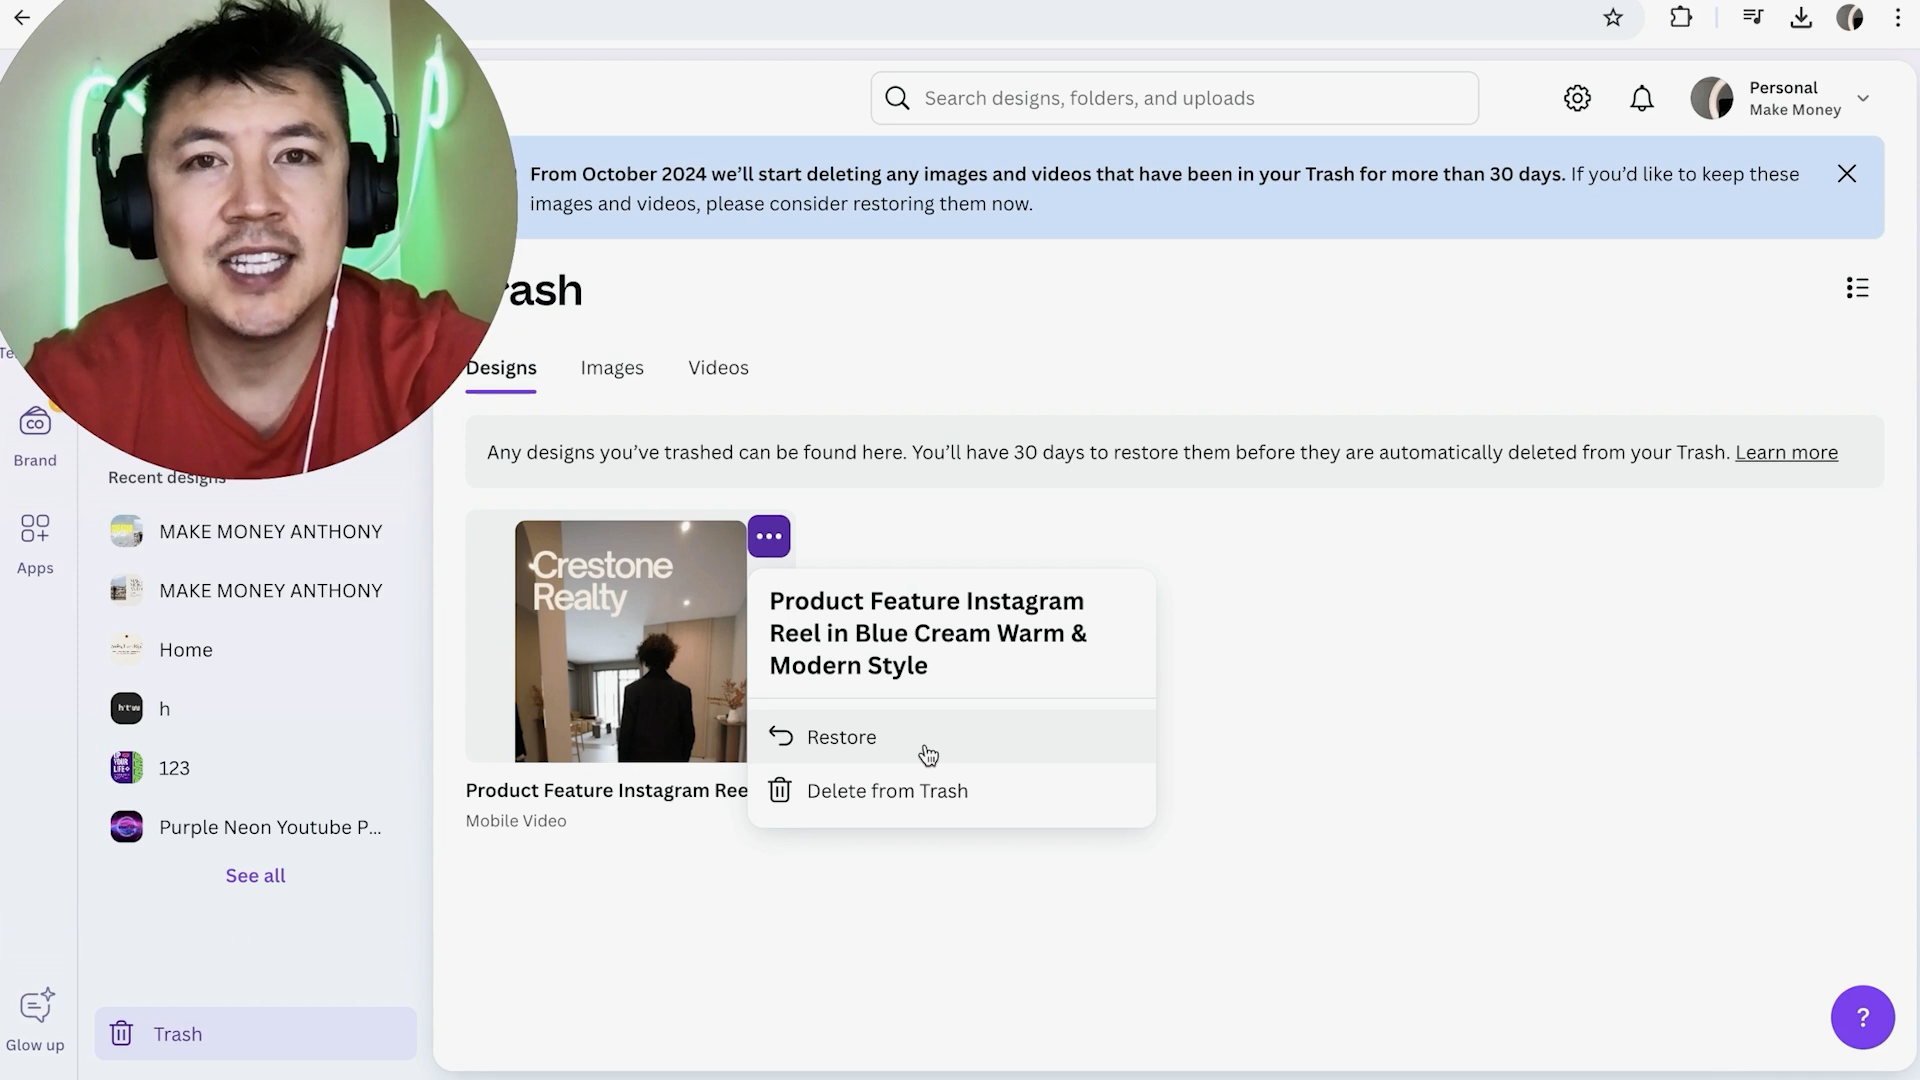 Search designs, folders, and uploads
Personal
Make Money
From October 2024 we'll start deleting any images and videos that have been in your Trash for more than 30 days. If you'd like to keep these
images and videos, please consider restoring them now.
rash
Designs
Images
Videos
Any designs you've trashed can be found here. You'll have 30 days to restore them before they are automatically deleted from your Trash. Learn more
Brand
Apps
Glow up
Recent designs
MAKE MONEY ANTHONY
MAKE MONEY ANTHONY
Home
h
123
Purple Neon Youtube P...
See all
Trash
Crestone
Realty
Product Feature Instagram Ree
Mobile Video
Product Feature Instagram
Reel in Blue Cream Warm &
Modern Style
Restore
Delete from Trash
?